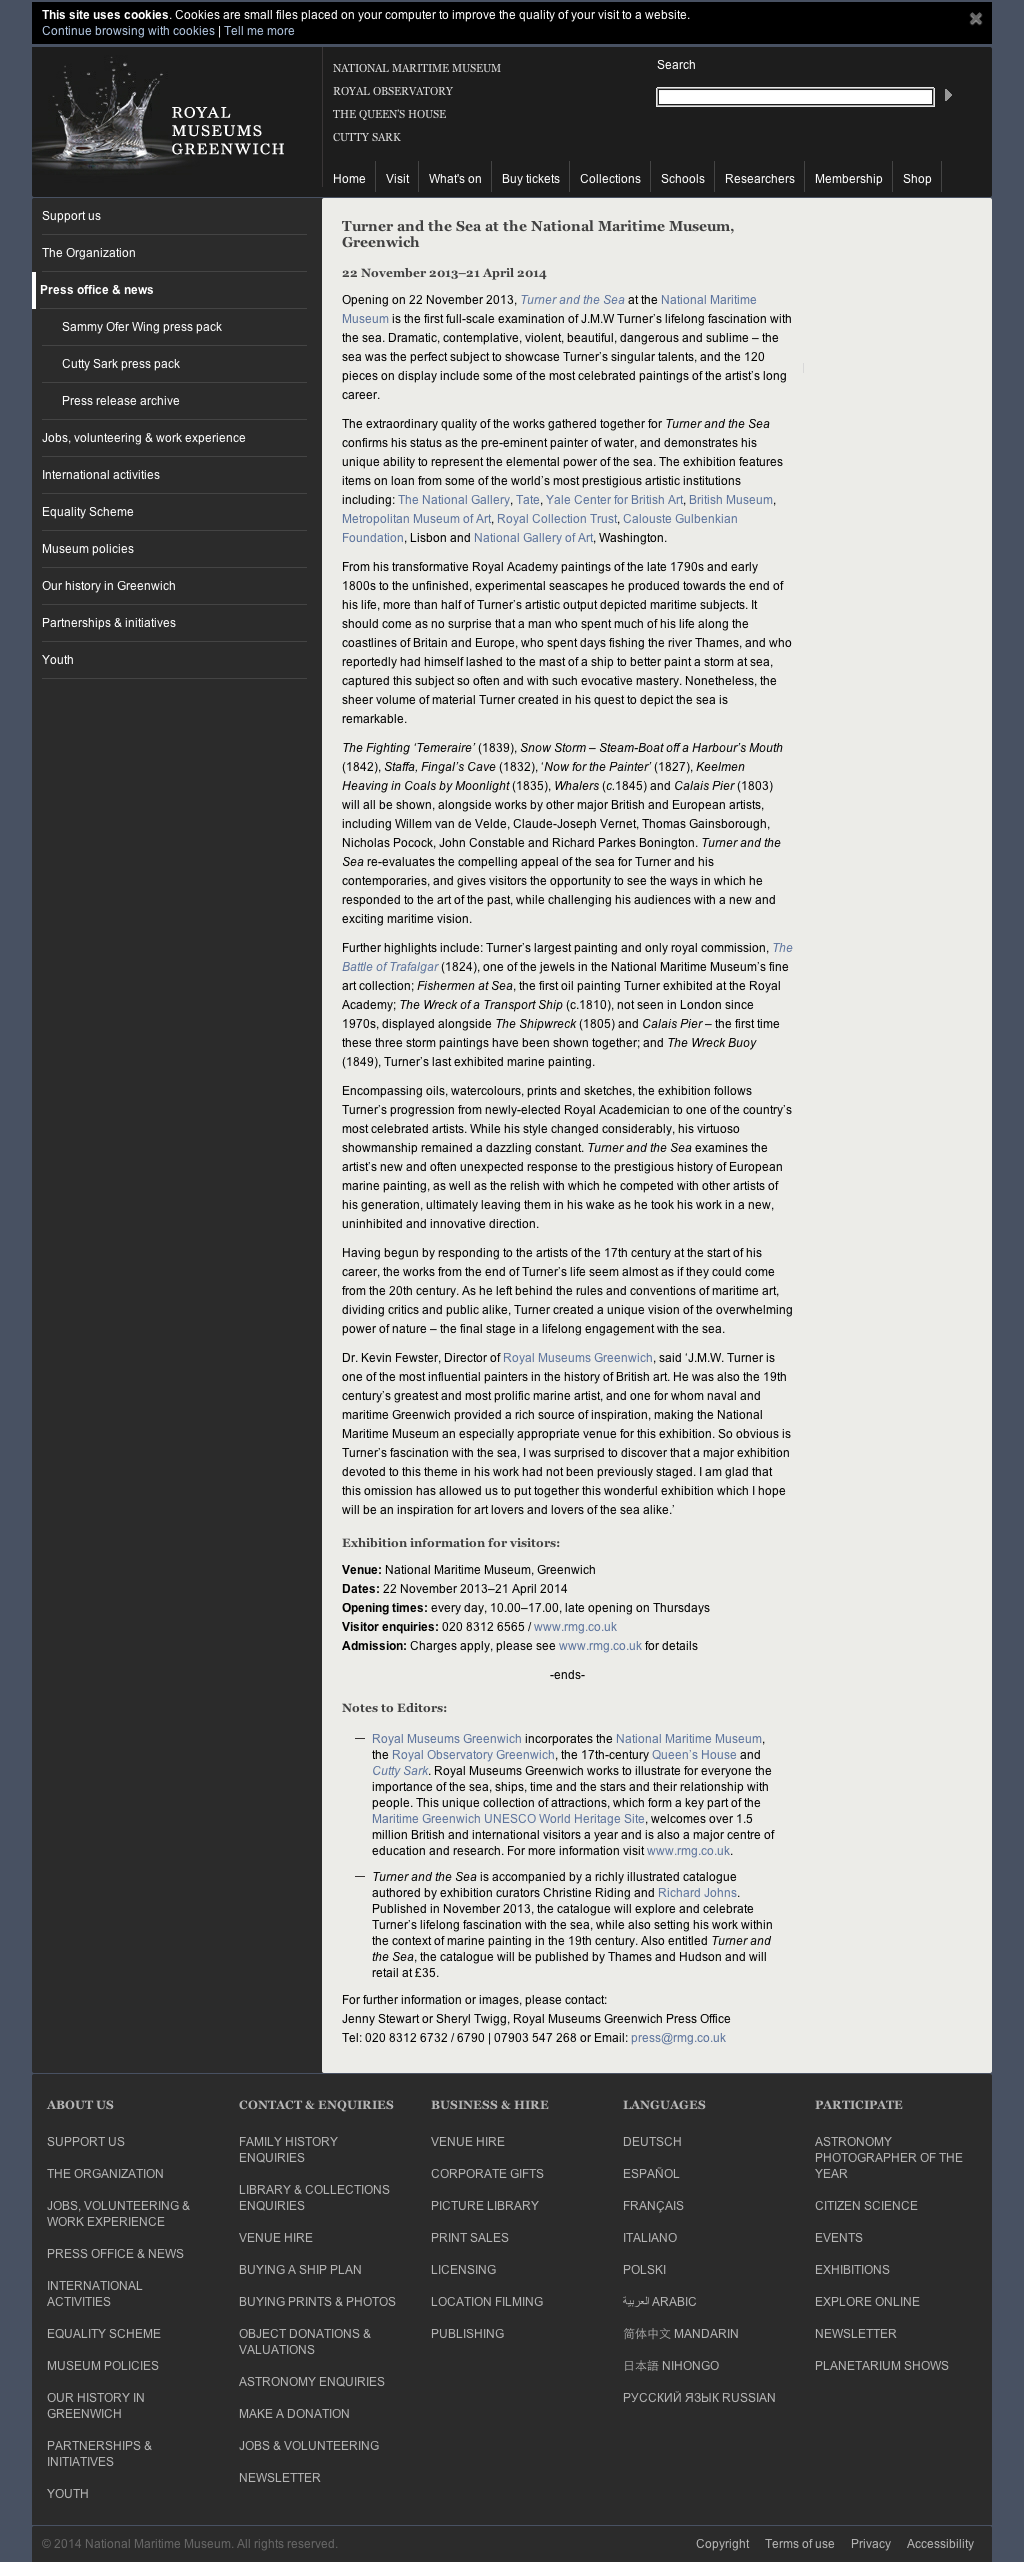 This site uses cookies. Cookies are small files placed on your computer to improve the quality of your visit to a website.
Continue browsing with cookies | Tell me more
ROYAL
MUSEUMS
GREENWICH
NATIONAL MARITIME MUSEUM
ROYAL OBSERVATORY
THE QUEEN'S HOUSE
CUTTY SARK
Search
Home Visit What's on Buy tickets Collections Schools Researchers Membership Shop
Support us
The Organization
Press office & news
Sammy Ofer Wing press pack
Cutty Sark press pack
Press release archive
Jobs, volunteering & work experience
International activities
Equality Scheme
Museum policies
Our history in Greenwich
Partnerships & initiatives
Youth
Turner and the Sea at the National Maritime Museum,
Greenwich
22 November 2013–21 April 2014
Opening on 22 November 2013, Turner and the Sea at the National Maritime
Museum is the first full-scale examination of J.M.W Turner's lifelong fascination with
the sea. Dramatic, contemplative, violent, beautiful, dangerous and sublime – the
sea was the perfect subject to showcase Turner's singular talents, and the 120
pieces on display include some of the most celebrated paintings of the artist's long
career.
The extraordinary quality of the works gathered together for Turner and the Sea
confirms his status as the pre-eminent painter of water, and demonstrates his
unique ability to represent the elemental power of the sea. The exhibition features
items on loan from some of the world's most prestigious artistic institutions
including: The National Gallery, Tate, Yale Center for British Art, British Museum,
Metropolitan Museum of Art, Royal Collection Trust, Calouste Gulbenkian
Foundation, Lisbon and National Gallery of Art, Washington.
From his transformative Royal Academy paintings of the late 1790s and early
1800s to the unfinished, experimental seascapes he produced towards the end of
his life, more than half of Turner's artistic output depicted maritime subjects. It
should come as no surprise that a man who spent much of his life along the
coastlines of Britain and Europe, who spent days fishing the river Thames, and who
reportedly had himself lashed to the mast of a ship to better paint a storm at sea,
captured this subject so often and with such evocative mastery. Nonetheless, the
sheer volume of material Turner created in his quest to depict the sea is
remarkable.
The Fighting 'Temeraire' (1839), Snow Storm – Steam-Boat off a Harbour's Mouth
(1842), Staffa, Fingal's Cave (1832), 'Now for the Painter' (1827), Keelmen
Heaving in Coals by Moonlight (1835), Whalers (c.1845) and Calais Pier (1803)
will all be shown, alongside works by other major British and European artists,
including Willem van de Velde, Claude-Joseph Vernet, Thomas Gainsborough,
Nicholas Pocock, John Constable and Richard Parkes Bonington. Turner and the
Sea re-evaluates the compelling appeal of the sea for Turner and his
contemporaries, and gives visitors the opportunity to see the ways in which he
responded to the art of the past, while challenging his audiences with a new and
exciting maritime vision.
Further highlights include: Turner's largest painting and only royal commission, The
Battle of Trafalgar (1824), one of the jewels in the National Maritime Museum's fine
art collection; Fishermen at Sea, the first oil painting Turner exhibited at the Royal
Academy; The Wreck of a Transport Ship (c.1810), not seen in London since
1970s, displayed alongside The Shipwreck (1805) and Calais Pier – the first time
these three storm paintings have been shown together; and The Wreck Buoy
(1849), Turner's last exhibited marine painting.
Encompassing oils, watercolours, prints and sketches, the exhibition follows
Turner's progression from newly-elected Royal Academician to one of the country's
most celebrated artists. While his style changed considerably, his virtuoso
showmanship remained a dazzling constant. Turner and the Sea examines the
artist's new and often unexpected response to the prestigious history of European
marine painting, as well as the relish with which he competed with other artists of
his generation, ultimately leaving them in his wake as he took his work in a new,
uninhibited and innovative direction.
Having begun by responding to the artists of the 17th century at the start of his
career, the works from the end of Turner's life seem almost as if they could come
from the 20th century. As he left behind the rules and conventions of maritime art,
dividing critics and public alike, Turner created a unique vision of the overwhelming
power of nature – the final stage in a lifelong engagement with the sea.
Dr. Kevin Fewster, Director of Royal Museums Greenwich, said 'J.M.W. Turner is
one of the most influential painters in the history of British art. He was also the 19th
century's greatest and most prolific marine artist, and one for whom naval and
maritime Greenwich provided a rich source of inspiration, making the National
Maritime Museum an especially appropriate venue for this exhibition. So obvious is
Turner's fascination with the sea, I was surprised to discover that a major exhibition
devoted to this theme in his work had not been previously staged. I am glad that
this omission has allowed us to put together this wonderful exhibition which I hope
will be an inspiration for art lovers and lovers of the sea alike.'
Exhibition information for visitors:
Venue: National Maritime Museum, Greenwich
Dates: 22 November 2013–21 April 2014
Opening times: every day, 10.00–17.00, late opening on Thursdays
Visitor enquiries: 020 8312 6565 / www.rmg.co.uk
Admission: Charges apply, please see www.rmg.co.uk for details
-ends-
Notes to Editors:
— Royal Museums Greenwich incorporates the National Maritime Museum,
the Royal Observatory Greenwich, the 17th-century Queen's House and
Cutty Sark. Royal Museums Greenwich works to illustrate for everyone the
importance of the sea, ships, time and the stars and their relationship with
people. This unique collection of attractions, which form a key part of the
Maritime Greenwich UNESCO World Heritage Site, welcomes over 1.5
million British and international visitors a year and is also a major centre of
education and research. For more information visit www.rmg.co.uk.
— Turner and the Sea is accompanied by a richly illustrated catalogue
authored by exhibition curators Christine Riding and Richard Johns.
Published in November 2013, the catalogue will explore and celebrate
Turner's lifelong fascination with the sea, while also setting his work within
the context of marine painting in the 19th century. Also entitled Turner and
the Sea, the catalogue will be published by Thames and Hudson and will
retail at £35.
For further information or images, please contact:
Jenny Stewart or Sheryl Twigg, Royal Museums Greenwich Press Office
Tel: 020 8312 6732 / 6790 | 07903 547 268 or Email: press@rmg.co.uk
ABOUT US
SUPPORT US
THE ORGANIZATION
JOBS, VOLUNTEERING &
WORK EXPERIENCE
PRESS OFFICE & NEWS
INTERNATIONAL
ACTIVITIES
EQUALITY SCHEME
MUSEUM POLICIES
OUR HISTORY IN
GREENWICH
PARTNERSHIPS &
INITIATIVES
YOUTH
CONTACT & ENQUIRIES
FAMILY HISTORY
ENQUIRIES
LIBRARY & COLLECTIONS
ENQUIRIES
VENUE HIRE
BUYING A SHIP PLAN
BUYING PRINTS & PHOTOS
OBJECT DONATIONS &
VALUATIONS
ASTRONOMY ENQUIRIES
MAKE A DONATION
JOBS & VOLUNTEERING
NEWSLETTER
BUSINESS & HIRE
VENUE HIRE
CORPORATE GIFTS
PICTURE LIBRARY
PRINT SALES
LICENSING
LOCATION FILMING
PUBLISHING
LANGUAGES
DEUTSCH
ESPAÑOL
FRANÇAIS
ITALIANO
POLSKI
العربية ARABIC
简体中文 MANDARIN
日本語 NIHONGO
РУССКИЙ ЯЗЫК RUSSIAN
PARTICIPATE
ASTRONOMY
PHOTOGRAPHER OF THE
YEAR
CITIZEN SCIENCE
EVENTS
EXHIBITIONS
EXPLORE ONLINE
NEWSLETTER
PLANETARIUM SHOWS
© 2014 National Maritime Museum. All rights reserved.
Copyright Terms of use Privacy Accessibility